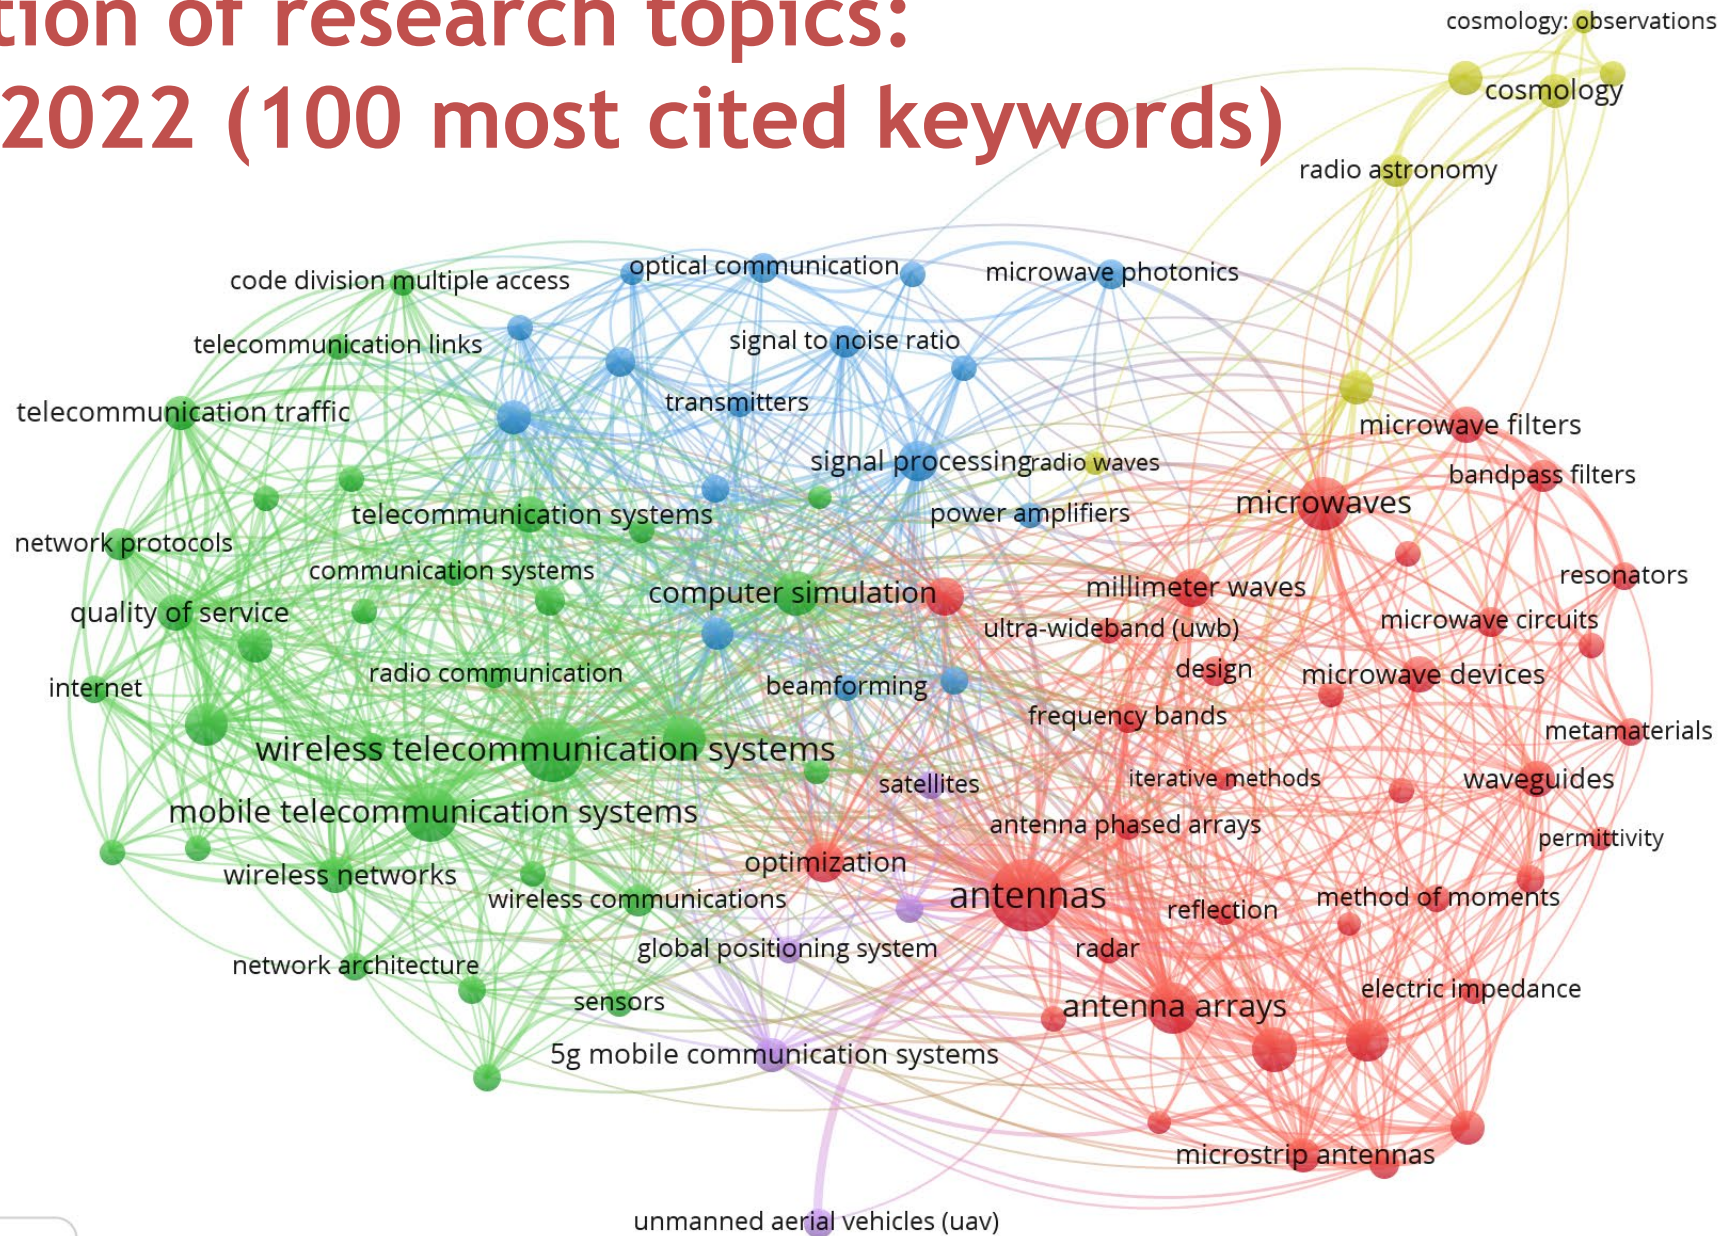 tion of research topics:
2022 (100 most cited keywords)
cosmology: observations
cosmology
radio astronomy
optical communication
microwave photonics
code division multiple access
signal to noise ratio
telecommunication links
transmitters
telecommunication traffic
microwave filters
signal processing
radio waves
bandpass filters
microwaves
telecommunication systems
power amplifiers
network protocols
communication systems
resonators
computer simulation
millimeter waves
quality of service
microwave circuits
ultra-wideband (uwb)
radio communication
design
microwave devices
internet
beamforming
frequency bands
metamaterials
wireless telecommunication systems
satellites
iterative methods
waveguides
mobile telecommunication systems
antenna phased arrays
permittivity
optimization
wireless networks
antennas
wireless communications
method of moments
reflection
global positioning system
radar
network architecture
electric impedance
sensors
antenna arrays
5g mobile communication systems
microstrip antennas
unmanned aerial vehicles (uav)